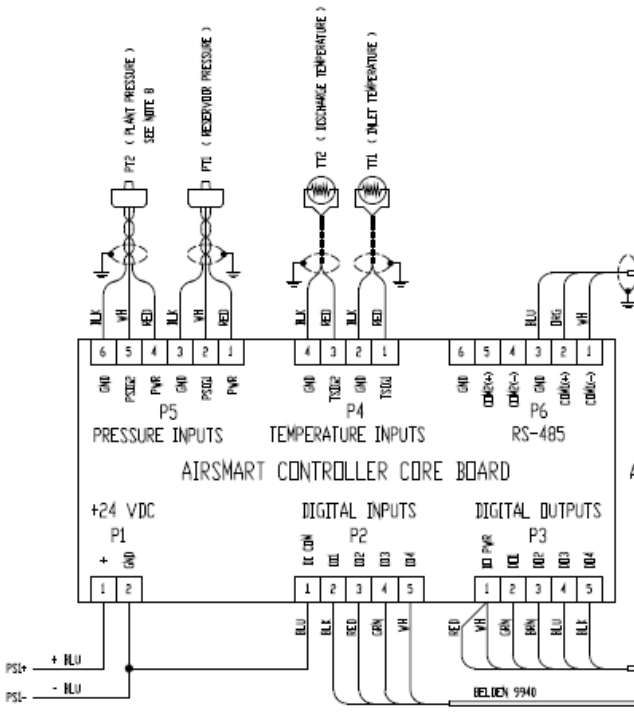 PT2 ( PLANT PRESSURE )
SEE NOTE 8
PT1 ( RESERVOIR PRESSURE )
TT2 ( DISCHARGE TEMPERATURE )
TT1 ( INLET TEMPERATURE )
BLK WH RED BLK WH RED
BLK RED BLK RED
BLU ORG WH
6 5 4 3 2 1
4 3 2 1
6 5 4 3 2 1
GND PSIG2 PWR GND PSIG1 PWR
GND TSIG2 GND TSIG1
GND COM2(+) COM2(-) GND COM1(+) COM1(-)
P5
P4
P6
PRESSURE INPUTS
TEMPERATURE INPUTS
RS-485
AIRSMART CONTROLLER CORE BOARD
+24 VDC
DIGITAL INPUTS
DIGITAL OUTPUTS
P1
P2
P3
+ GND
DI COM DI1 DI2 DI3 DI4
DO PWR DO1 DO2 DO3 DO4
1 2
1 2 3 4 5
1 2 3 4 5
BLU BLK RED GRN WH
RED WH GRN BRN BLU BLK
PS1+ + BLU
PS1- - BLU
BELDEN 9940